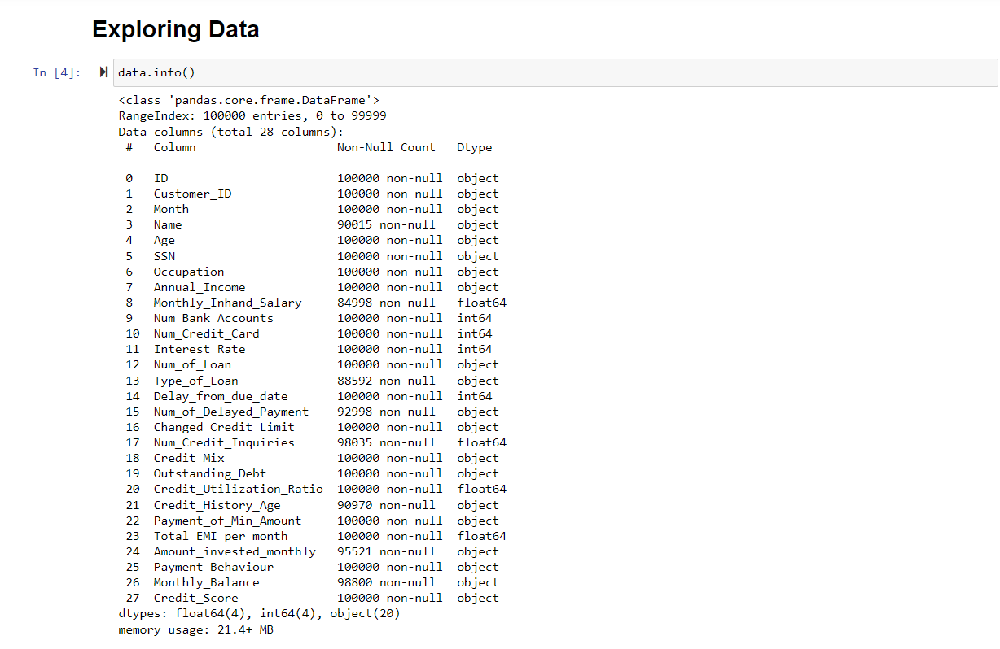 Exploring Data
In [4]: data.info()
<class 'pandas.core.frame.DataFrame'>
RangeIndex: 100000 entries, 0 to 99999
Data columns (total 28 columns):
 #   Column                    Non-Null Count   Dtype
---  ------                    --------------   -----
 0   ID                        100000 non-null  object
 1   Customer_ID               100000 non-null  object
 2   Month                     100000 non-null  object
 3   Name                      90015 non-null   object
 4   Age                       100000 non-null  object
 5   SSN                       100000 non-null  object
 6   Occupation                100000 non-null  object
 7   Annual_Income             100000 non-null  object
 8   Monthly_Inhand_Salary     84998 non-null   float64
 9   Num_Bank_Accounts         100000 non-null  int64
 10  Num_Credit_Card           100000 non-null  int64
 11  Interest_Rate             100000 non-null  int64
 12  Num_of_Loan               100000 non-null  object
 13  Type_of_Loan              88592 non-null   object
 14  Delay_from_due_date       100000 non-null  int64
 15  Num_of_Delayed_Payment    92998 non-null   object
 16  Changed_Credit_Limit      100000 non-null  object
 17  Num_Credit_Inquiries      98035 non-null   float64
 18  Credit_Mix                100000 non-null  object
 19  Outstanding_Debt          100000 non-null  object
 20  Credit_Utilization_Ratio  100000 non-null  float64
 21  Credit_History_Age        90970 non-null   object
 22  Payment_of_Min_Amount     100000 non-null  object
 23  Total_EMI_per_month       100000 non-null  float64
 24  Amount_invested_monthly   95521 non-null   object
 25  Payment_Behaviour         100000 non-null  object
 26  Monthly_Balance           98800 non-null   object
 27  Credit_Score              100000 non-null  object
dtypes: float64(4), int64(4), object(20)
memory usage: 21.4+ MB